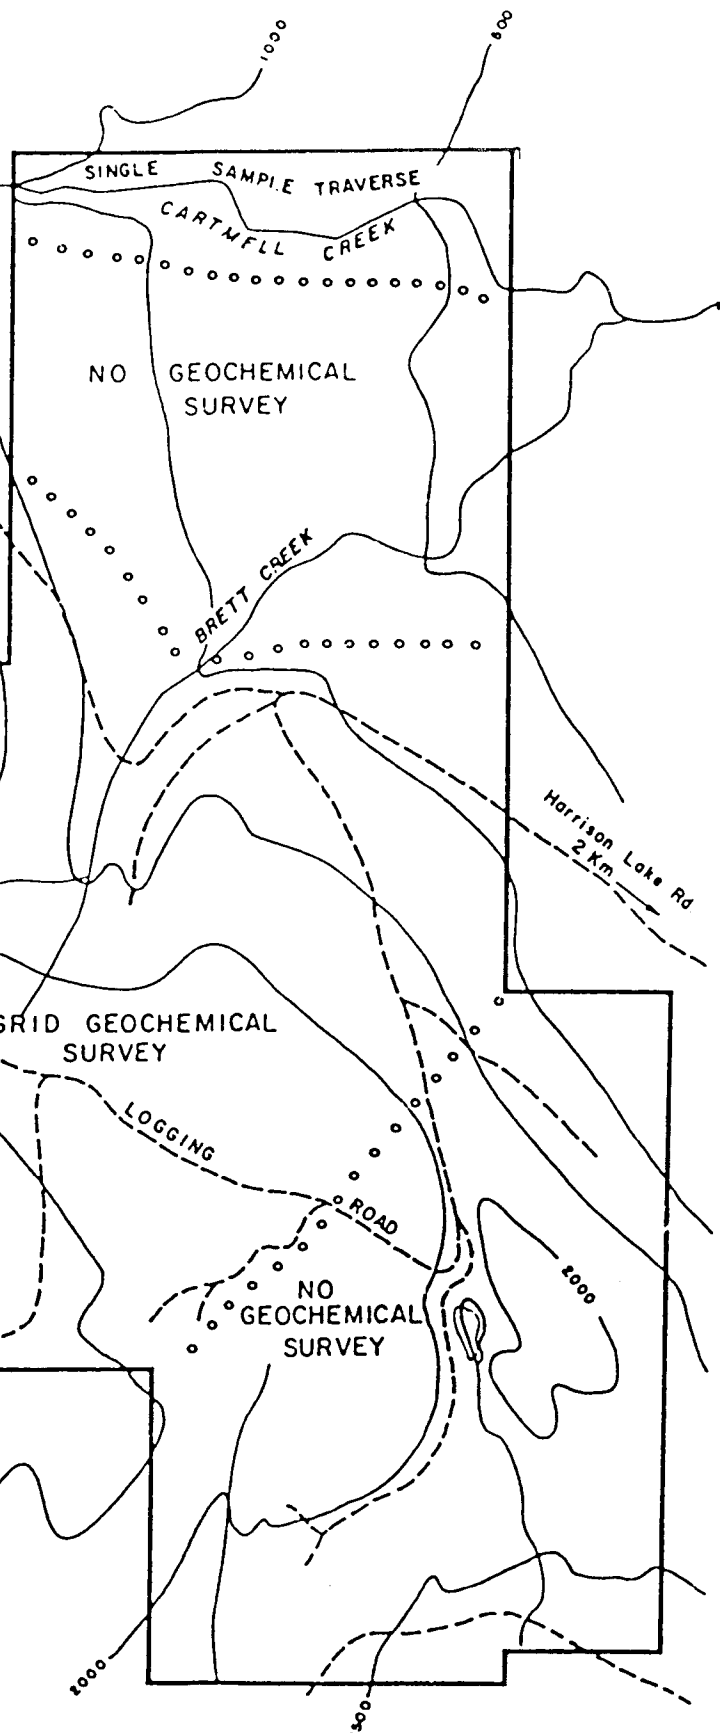 1000
800
SINGLE SAMPLE TRAVERSE
CARTMELL CREEK
NO GEOCHEMICAL
SURVEY
BRETT CREEK
Harrison Lake Rd
2 Km
GRID GEOCHEMICAL
SURVEY
LOGGING
ROAD
2000
NO
GEOCHEMICAL
SURVEY
2000